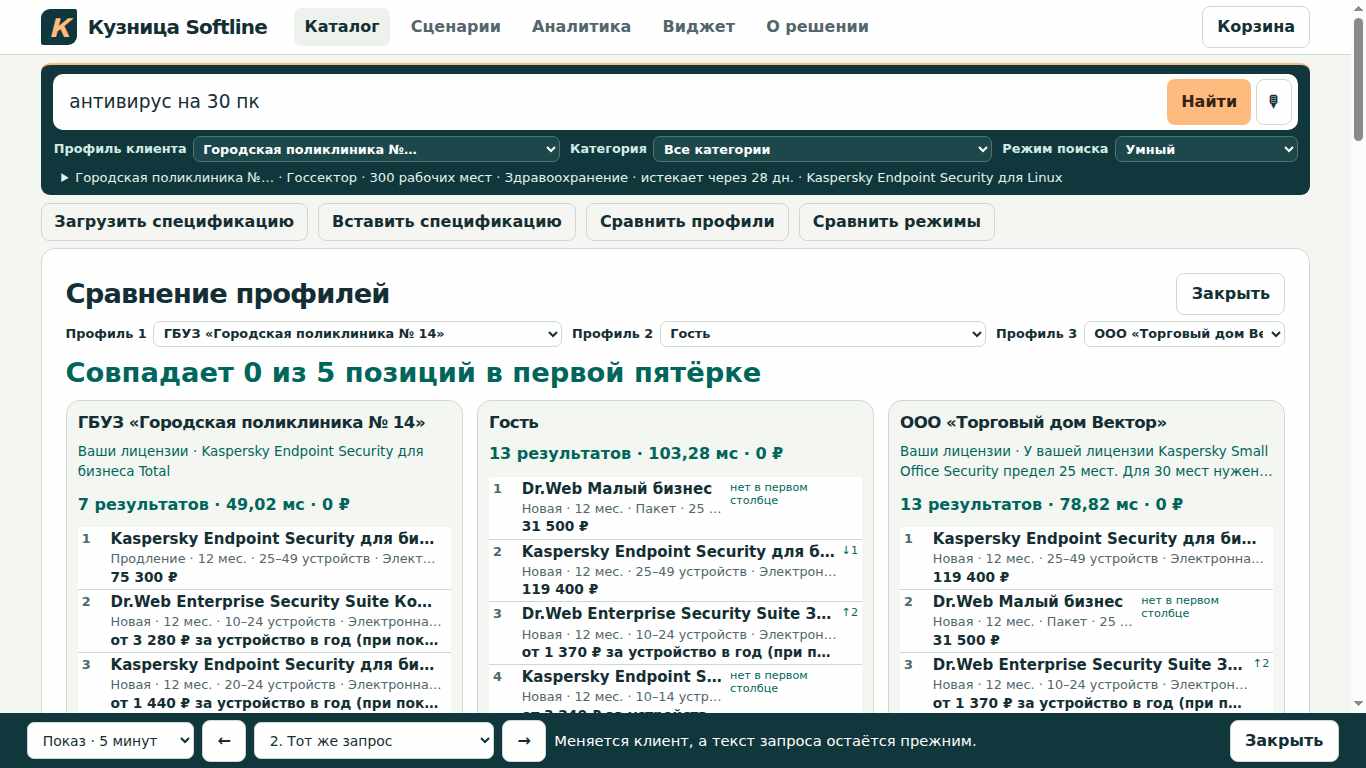 К Кузница Softline Каталог Сценарии Аналитика Виджет О решении Корзина
антивирус на 30 пк Найти
Профиль клиента Городская поликлиника №… Категория Все категории Режим поиска Умный
Городская поликлиника №… · Госсектор · 300 рабочих мест · Здравоохранение · истекает через 28 дн. · Kaspersky Endpoint Security для Linux
Загрузить спецификацию Вставить спецификацию Сравнить профили Сравнить режимы
Сравнение профилей Закрыть
Профиль 1 ГБУЗ «Городская поликлиника № 14» Профиль 2 Гость Профиль 3 ООО «Торговый дом Ве
Совпадает 0 из 5 позиций в первой пятёрке
ГБУЗ «Городская поликлиника № 14»
Ваши лицензии · Kaspersky Endpoint Security для
бизнеса Total
7 результатов · 49,02 мс · 0 ₽
1 Kaspersky Endpoint Security для би…
Продление · 12 мес. · 25–49 устройств · Элект…
75 300 ₽
2 Dr.Web Enterprise Security Suite Ко…
Новая · 12 мес. · 10–24 устройств · Электронна…
от 3 280 ₽ за устройство в год (при пок…
3 Kaspersky Endpoint Security для би…
Новая · 12 мес. · 20–24 устройств · Электронна…
от 1 440 ₽ за устройство в год (при пок…
Гость
13 результатов · 103,28 мс · 0 ₽
1 Dr.Web Малый бизнес нет в первом
столбце
Новая · 12 мес. · Пакет · 25 …
31 500 ₽
2 Kaspersky Endpoint Security для б… ↓1
Новая · 12 мес. · 25–49 устройств · Электрон…
119 400 ₽
3 Dr.Web Enterprise Security Suite З… ↑2
Новая · 12 мес. · 10–24 устройств · Электрон…
от 1 370 ₽ за устройство в год (при п…
4 Kaspersky Endpoint S… нет в первом
столбце
Новая · 12 мес. · 10–14 устр…
ООО «Торговый дом Вектор»
Ваши лицензии · У вашей лицензии Kaspersky Small
Office Security предел 25 мест. Для 30 мест нужен…
13 результатов · 78,82 мс · 0 ₽
1 Kaspersky Endpoint Security для би…
Новая · 12 мес. · 25–49 устройств · Электронна…
119 400 ₽
2 Dr.Web Малый бизнес нет в первом
столбце
Новая · 12 мес. · Пакет · 25 …
31 500 ₽
3 Dr.Web Enterprise Security Suite З… ↑2
Новая · 12 мес. · 10–24 устройств · Электрон…
от 1 370 ₽ за устройство в год (при п…
Показ · 5 минут ← 2. Тот же запрос → Меняется клиент, а текст запроса остаётся прежним. Закрыть